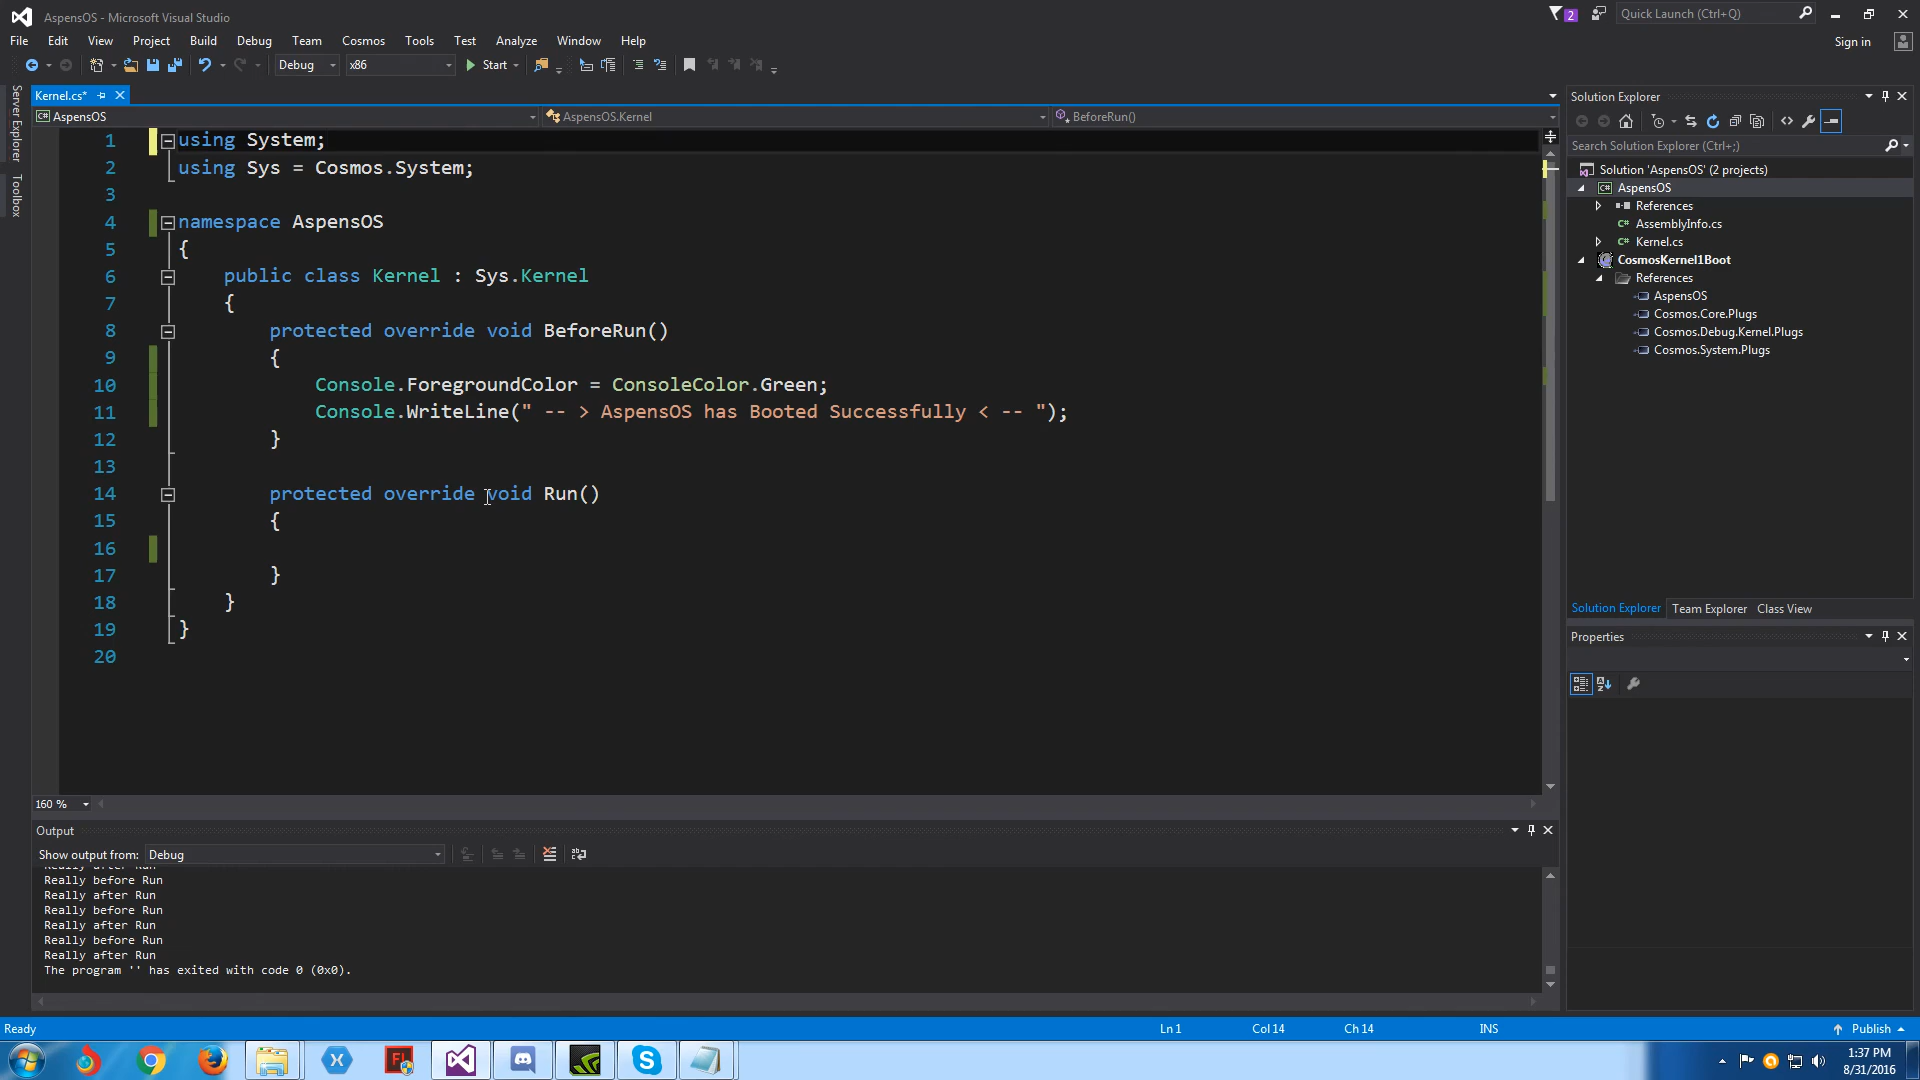 AspensOS - Microsoft Visual Studio
2
Quick Launch (Ctrl+Q)
File Edit View Project Build Debug Team Cosmos Tools Test Analyze Window Help
Sign in
Debug x86 Start
Server Explorer
Toolbox
Kernel.cs*
AspensOS AspensOS.Kernel BeforeRun()
1 using System;
2 using Sys = Cosmos.System;
3
4 namespace AspensOS
5 {
6 public class Kernel : Sys.Kernel
7 {
8 protected override void BeforeRun()
9 {
10 Console.ForegroundColor = ConsoleColor.Green;
11 Console.WriteLine(" -- > AspensOS has Booted Successfully < -- ");
12 }
13
14 protected override void Run()
15 {
16
17 }
18 }
19 }
20
160 %
Output
Show output from: Debug
Really after Run
Really before Run
Really after Run
Really before Run
Really after Run
Really before Run
Really after Run
The program '' has exited with code 0 (0x0).
Solution Explorer
Search Solution Explorer (Ctrl+;)
Solution 'AspensOS' (2 projects)
AspensOS
References
AssemblyInfo.cs
Kernel.cs
CosmosKernel1Boot
References
AspensOS
Cosmos.Core.Plugs
Cosmos.Debug.Kernel.Plugs
Cosmos.System.Plugs
Solution Explorer Team Explorer Class View
Properties
Ready Ln 1 Col 14 Ch 14 INS Publish
1:37 PM
8/31/2016